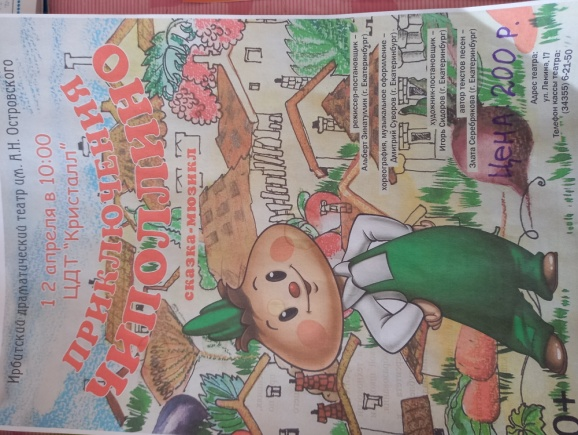 Ирбитский драматический театр им. А.Н. Островского
12 апреля в 10:00
ЦДТ "Кристалл"
ПРИКЛЮЧЕНИЯ
ЧИПОЛЛИНО
сказка-мюзикл
режиссер-постановщик –
Альберт Зинатуллин (г. Екатеринбург)
хореография, музыкальное оформление –
Дмитрий Суворов (г. Екатеринбург)
художник-постановщик –
Игорь Сидоров (г. Екатеринбург)
автор текстов песен –
Злата Серебрякова (г. Екатеринбург)
Цена 200 р.
Адрес театра:
ул. Ленина, 17
Телефон кассы театра:
(34355) 6-21-50
0+